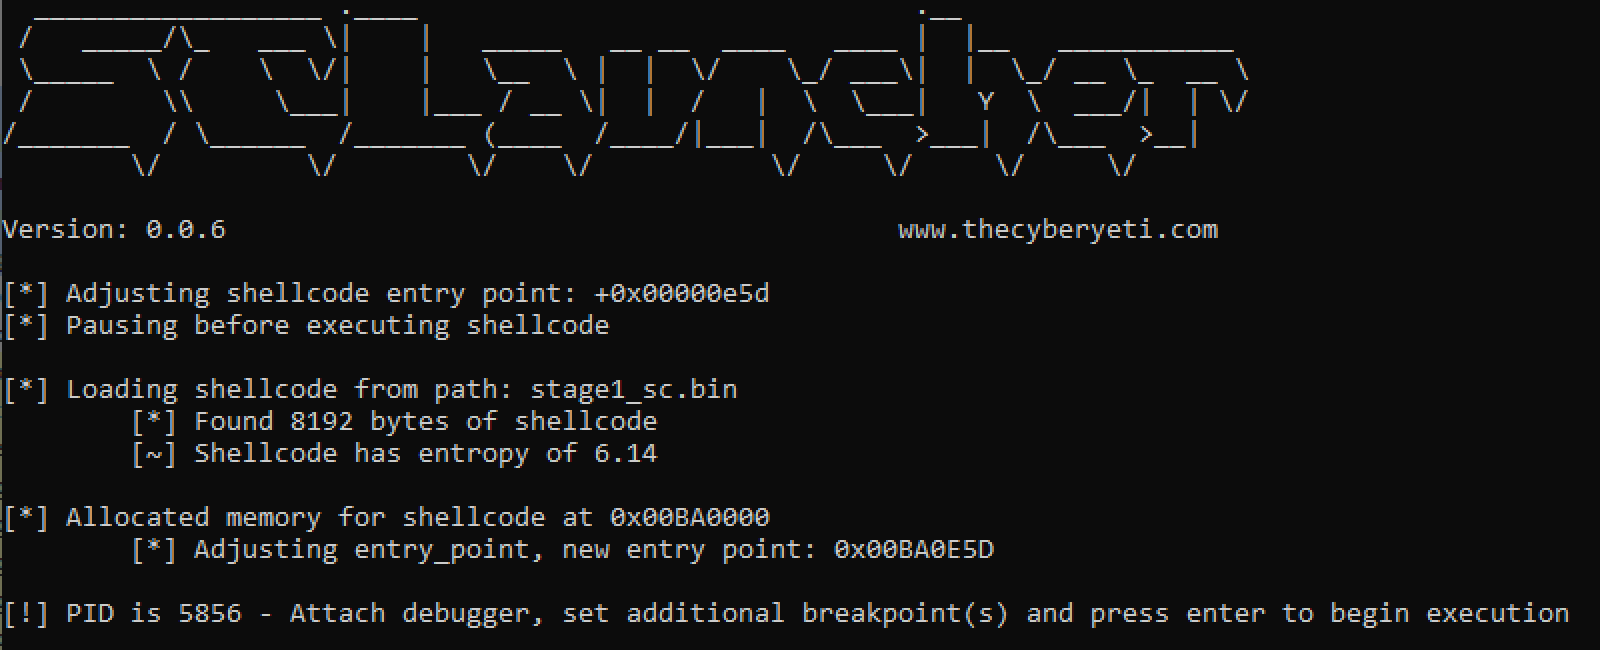 SCLauncher
Version: 0.0.6 www.thecyberyeti.com
[*] Adjusting shellcode entry point: +0x00000e5d
[*] Pausing before executing shellcode
[*] Loading shellcode from path: stage1_sc.bin
[*] Found 8192 bytes of shellcode
[~] Shellcode has entropy of 6.14
[*] Allocated memory for shellcode at 0x00BA0000
[*] Adjusting entry_point, new entry point: 0x00BA0E5D
[!] PID is 5856 - Attach debugger, set additional breakpoint(s) and press enter to begin execution